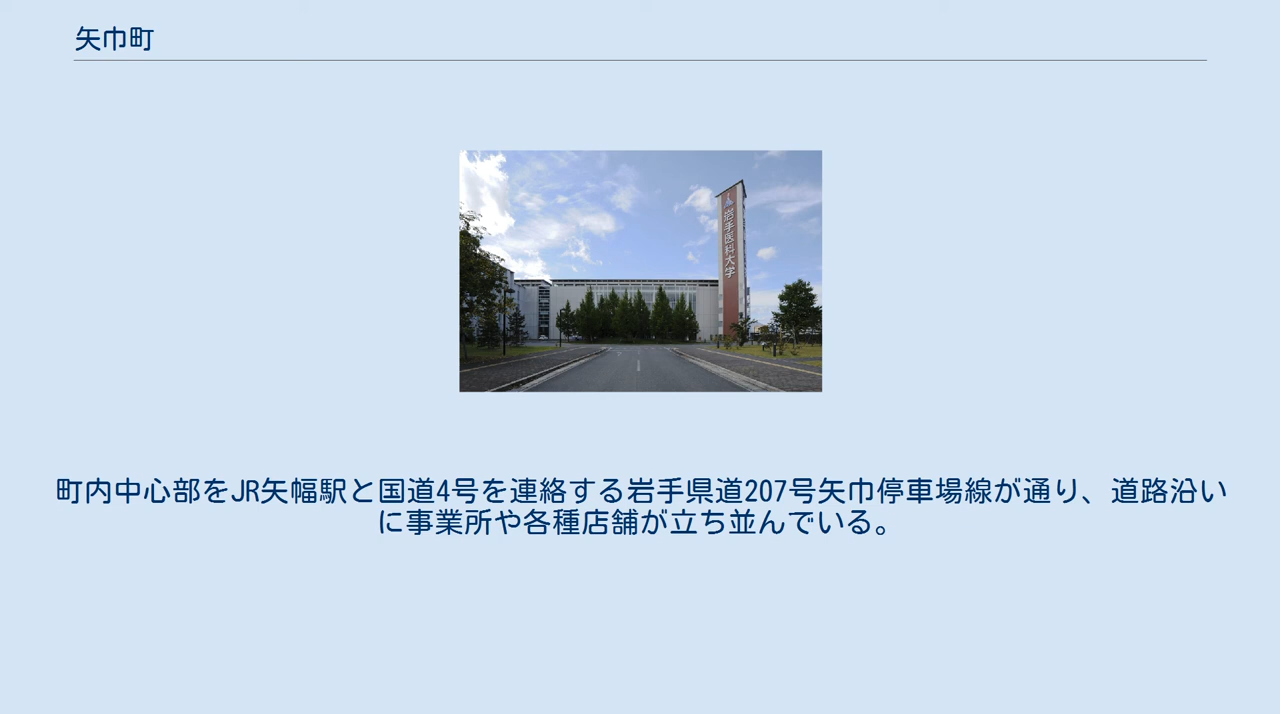 矢巾町
岩手医科大学
町内中心部をJR矢幅駅と国道4号を連絡する岩手県道207号矢巾停車場線が通り、道路沿い
に事業所や各種店舗が立ち並んでいる。